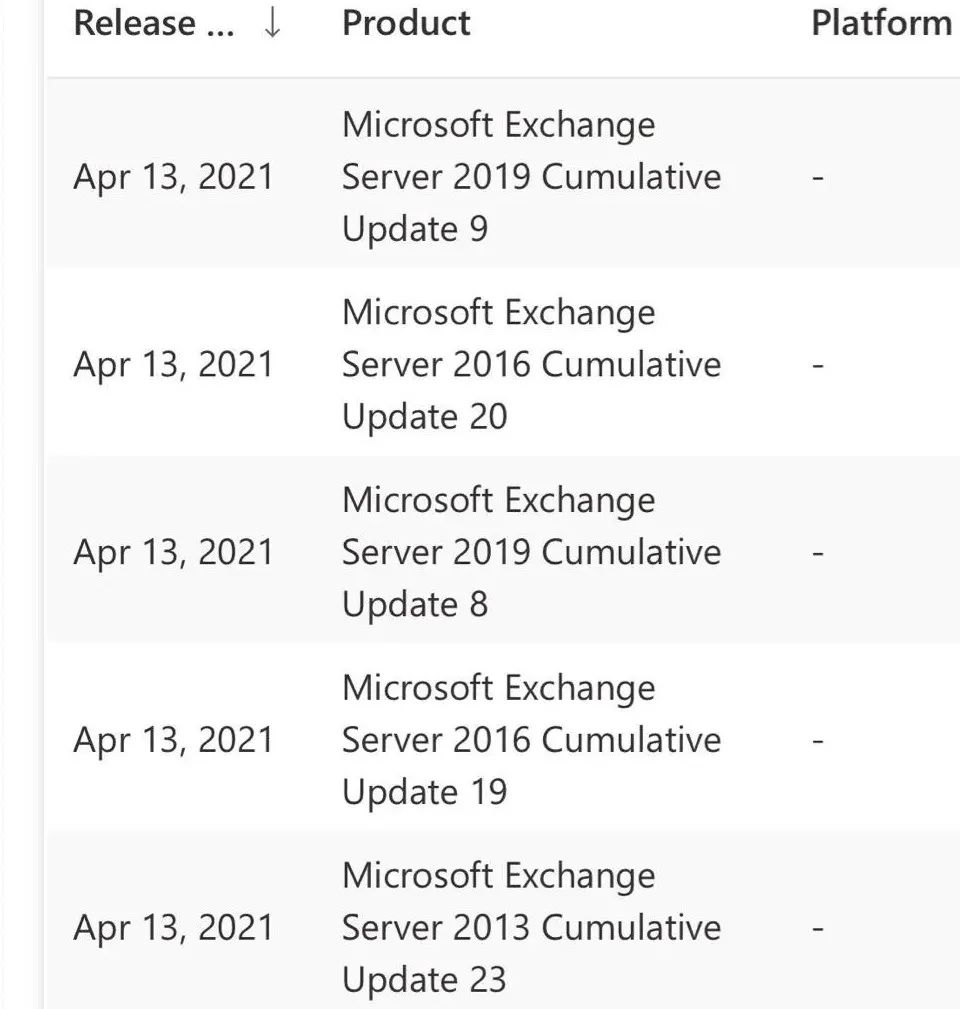 Release ... ↓ Product Platform
Microsoft Exchange
Apr 13, 2021 Server 2019 Cumulative -
Update 9
Microsoft Exchange
Apr 13, 2021 Server 2016 Cumulative -
Update 20
Microsoft Exchange
Apr 13, 2021 Server 2019 Cumulative -
Update 8
Microsoft Exchange
Apr 13, 2021 Server 2016 Cumulative -
Update 19
Microsoft Exchange
Apr 13, 2021 Server 2013 Cumulative -
Update 23